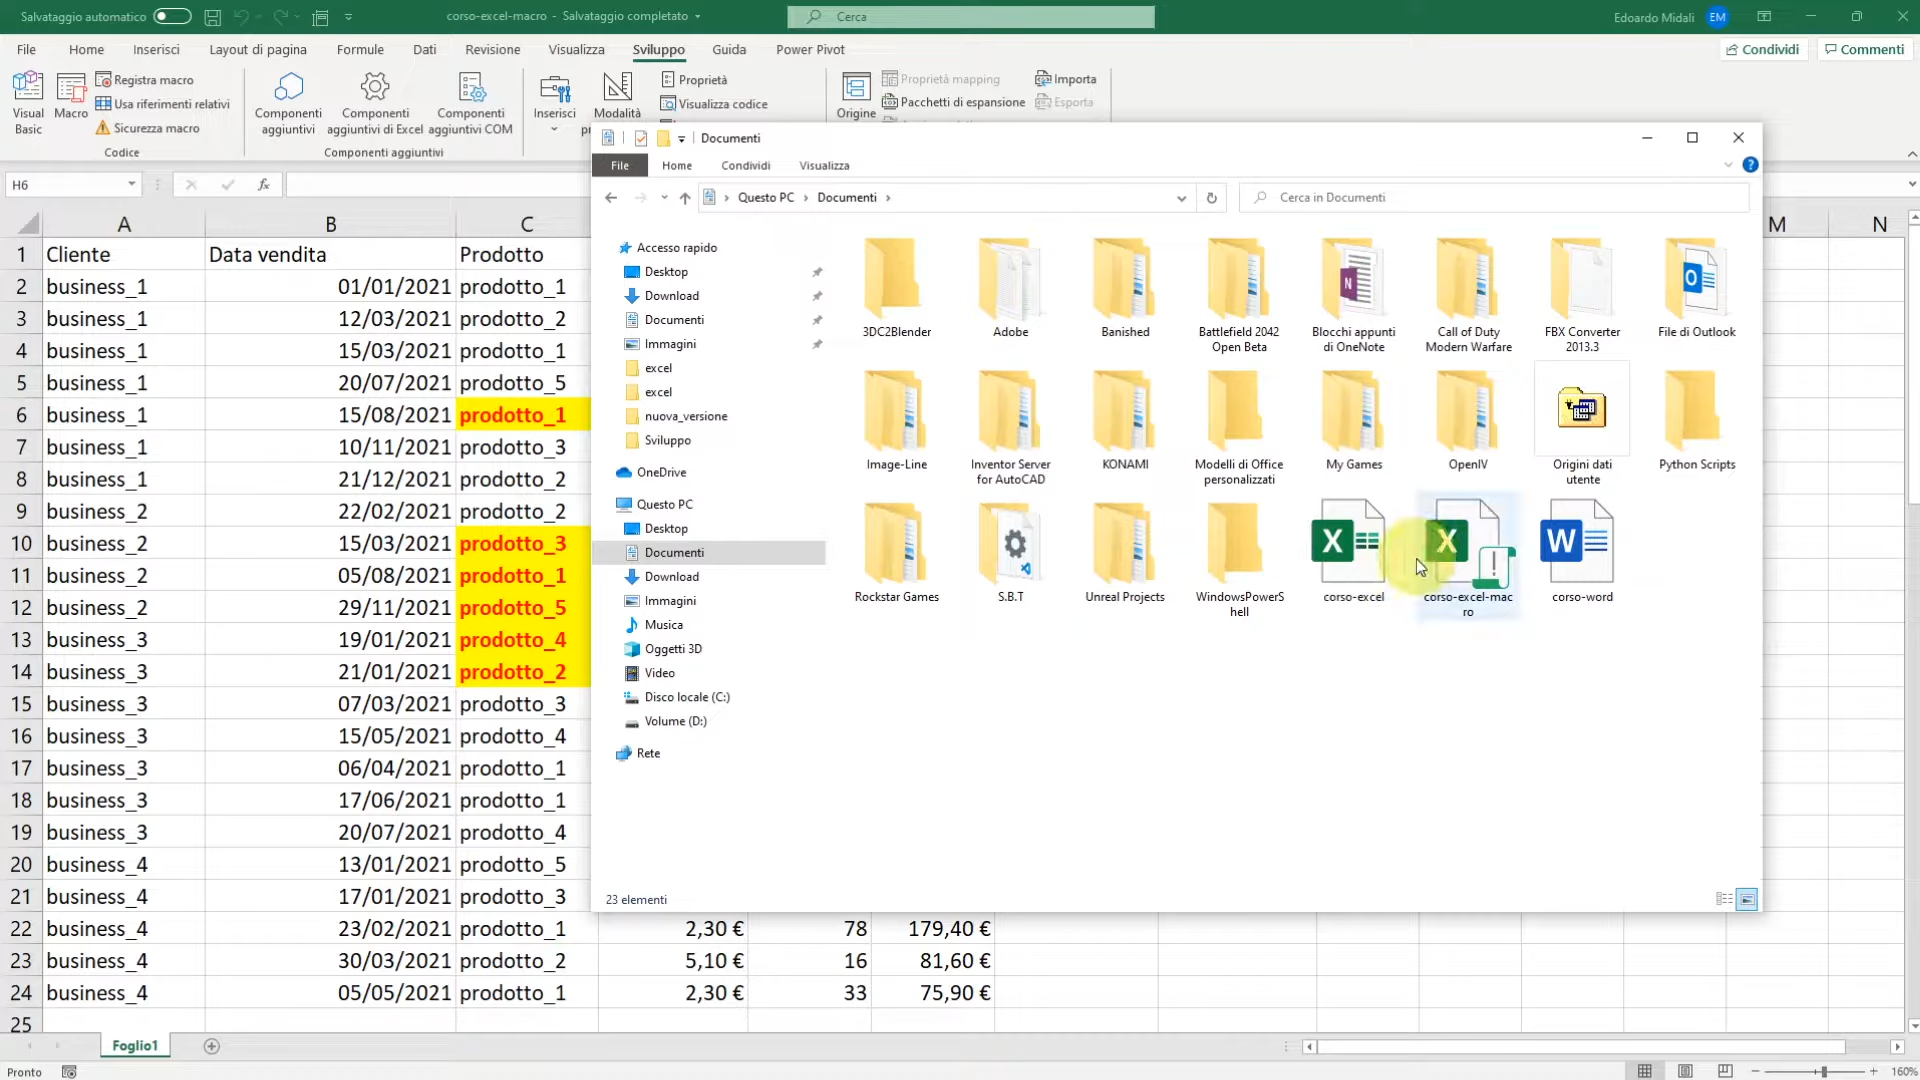 Salvataggio automatico
corso-excel-macro - Salvataggio completato
Cerca
Edoardo Midali
EM
File
Home
Inserisci
Layout di pagina
Formule
Dati
Revisione
Visualizza
Sviluppo
Guida
Power Pivot
Condividi
Commenti
Visual
Basic
Macro
Registra macro
Usa riferimenti relativi
Sicurezza macro
Codice
Componenti
aggiuntivi
Componenti
aggiuntivi di Excel
Componenti
aggiuntivi COM
Componenti aggiuntivi
Inserisci
Modalità
Proprietà
Visualizza codice
Origine
Proprietà mapping
Pacchetti di espansione
Importa
Esporta
H6
fx
A
B
C
M
N
1 Cliente Data vendita Prodotto
2 business_1 01/01/2021 prodotto_1
3 business_1 12/03/2021 prodotto_2
4 business_1 15/03/2021 prodotto_1
5 business_1 20/07/2021 prodotto_5
6 business_1 15/08/2021 prodotto_1
7 business_1 10/11/2021 prodotto_3
8 business_1 21/12/2021 prodotto_2
9 business_2 22/02/2021 prodotto_2
10 business_2 15/03/2021 prodotto_3
11 business_2 05/08/2021 prodotto_1
12 business_2 29/11/2021 prodotto_5
13 business_3 19/01/2021 prodotto_4
14 business_3 21/01/2021 prodotto_2
15 business_3 07/03/2021 prodotto_3
16 business_3 15/05/2021 prodotto_4
17 business_3 06/04/2021 prodotto_1
18 business_3 17/06/2021 prodotto_1
19 business_3 20/07/2021 prodotto_4
20 business_4 13/01/2021 prodotto_5
21 business_4 17/01/2021 prodotto_3
22 business_4 23/02/2021 prodotto_1 2,30 € 78 179,40 €
23 business_4 30/03/2021 prodotto_2 5,10 € 16 81,60 €
24 business_4 05/05/2021 prodotto_1 2,30 € 33 75,90 €
25
Foglio1
Pronto
160%
Documenti
File
Home
Condividi
Visualizza
Questo PC
Documenti
Cerca in Documenti
Accesso rapido
Desktop
Download
Documenti
Immagini
excel
excel
nuova_versione
Sviluppo
OneDrive
Questo PC
Desktop
Documenti
Download
Immagini
Musica
Oggetti 3D
Video
Disco locale (C:)
Volume (D:)
Rete
3DC2Blender
Adobe
Banished
Battlefield 2042
Open Beta
Blocchi appunti
di OneNote
Call of Duty
Modern Warfare
FBX Converter
2013.3
File di Outlook
Image-Line
Inventor Server
for AutoCAD
KONAMI
Modelli di Office
personalizzati
My Games
OpenIV
Origini dati
utente
Python Scripts
Rockstar Games
S.B.T
Unreal Projects
WindowsPowerS
hell
corso-excel
corso-excel-mac
ro
corso-word
23 elementi